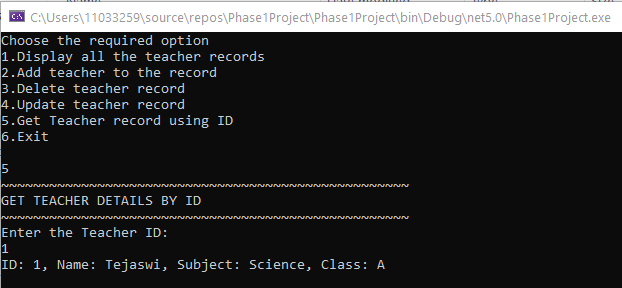 C:\Users\11033259\source\repos\Phase1Project\Phase1Project\bin\Debug\net5.0\Phase1Project.exe
Choose the required option
1.Display all the teacher records
2.Add teacher to the record
3.Delete teacher record
4.Update teacher record
5.Get Teacher record using ID
6.Exit
5
~~~~~~~~~~~~~~~~~~~~~~~~~~~~~~~~~~~~~~~~~~~~~~~~~~~
GET TEACHER DETAILS BY ID
~~~~~~~~~~~~~~~~~~~~~~~~~~~~~~~~~~~~~~~~~~~~~~~~~~~
Enter the Teacher ID:
1
ID: 1, Name: Tejaswi, Subject: Science, Class: A